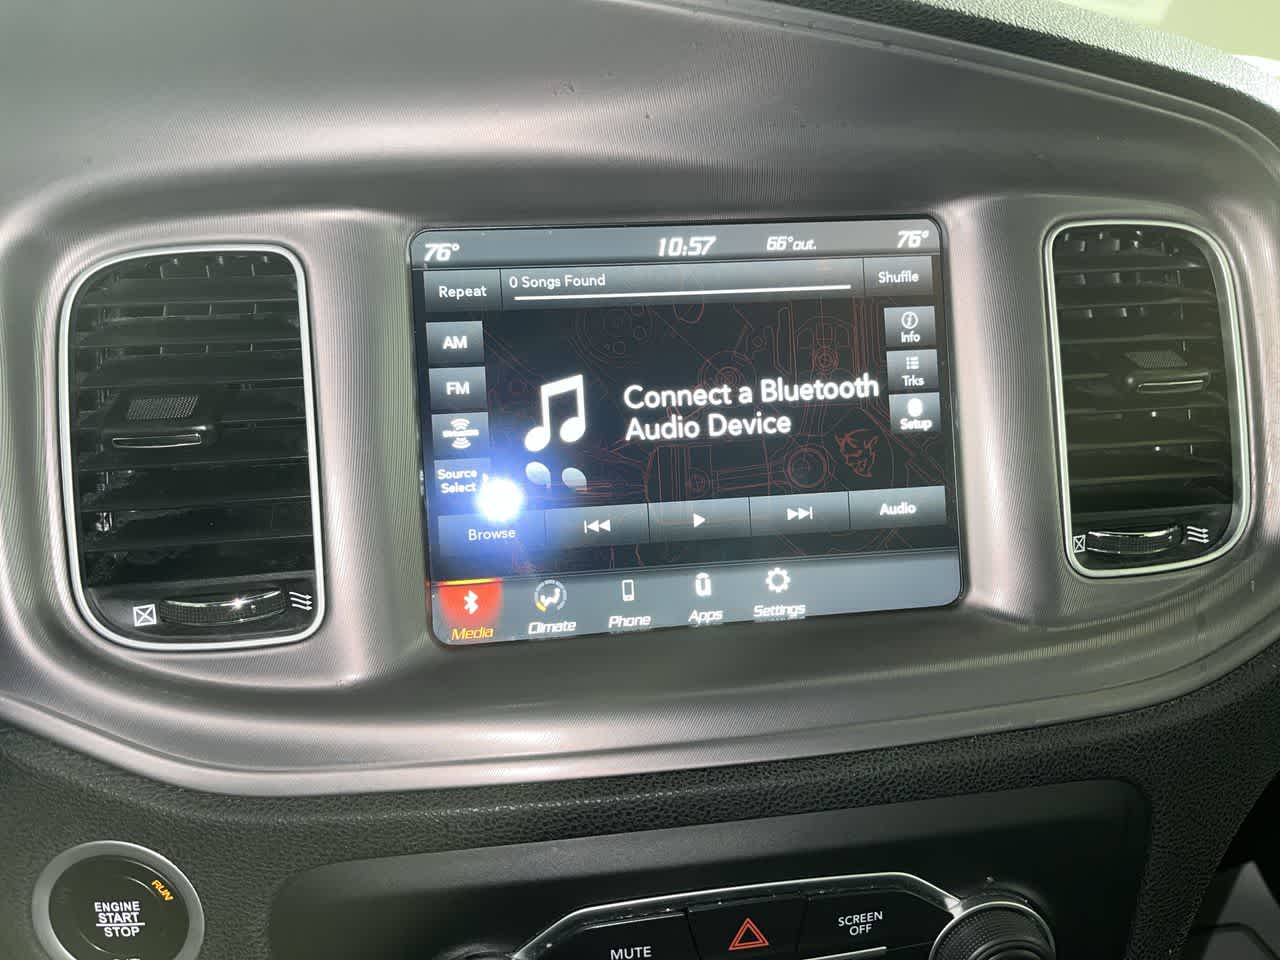 76° 10:57 66°out. 76°
Repeat 0 Songs Found Shuffle
AM
FM
Source
Select
Info
Trks
Setup
Connect a Bluetooth
Audio Device
Browse
Audio
Media Climate Phone Apps Settings
RUN
ENGINE
START
STOP
MUTE
SCREEN
OFF